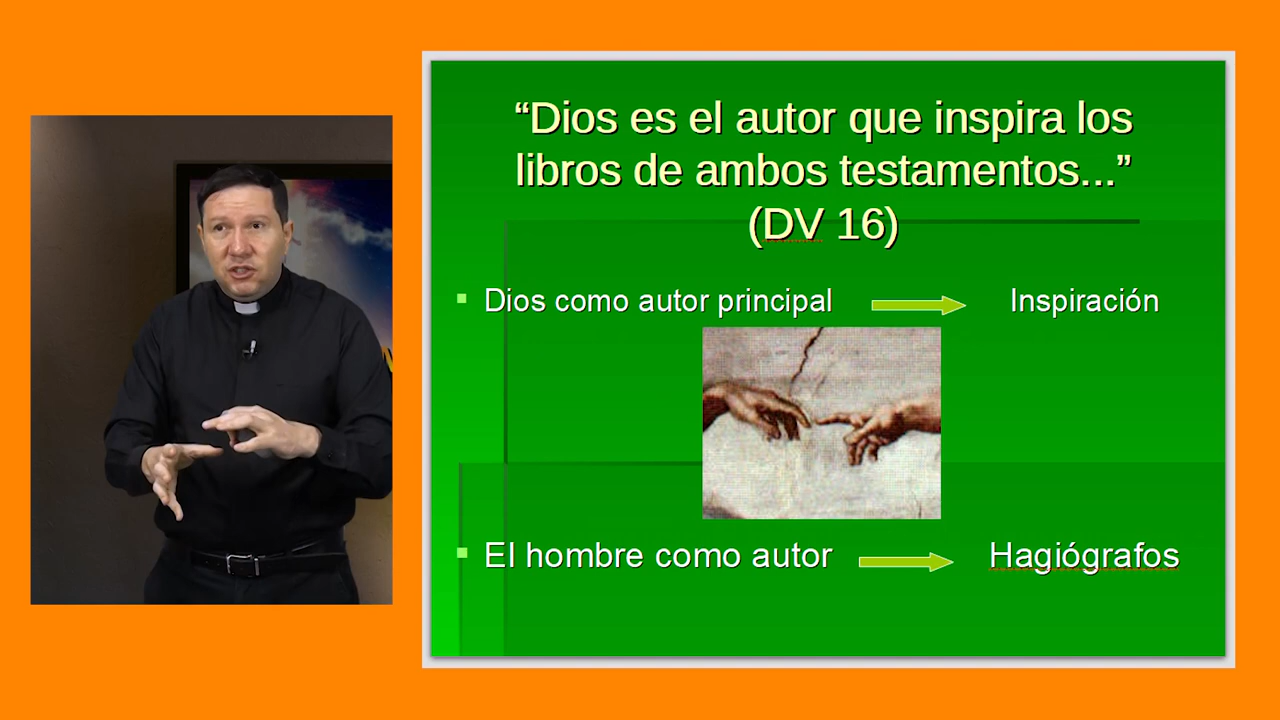 “Dios es el autor que inspira los
libros de ambos testamentos...”
(DV 16)
Dios como autor principal
Inspiración
El hombre como autor
Hagiógrafos